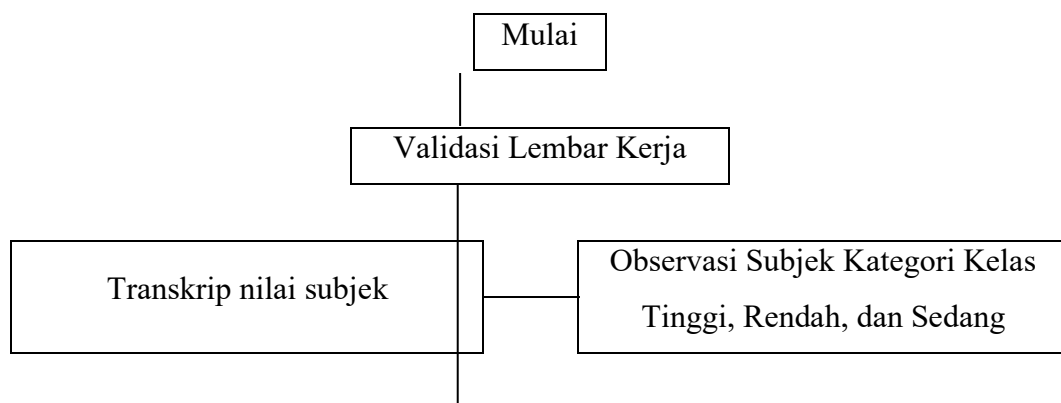 Mulai
Validasi Lembar Kerja
Transkrip nilai subjek
Observasi Subjek Kategori Kelas
Tinggi, Rendah, dan Sedang